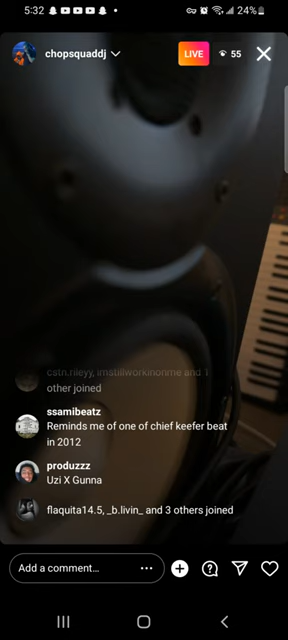 5:32
24%
chopsquaddj
LIVE
55
cstn.rileyy, imstillworkinonme and 1
other joined
ssamibeatz
Reminds me of one of chief keefer beat
in 2012
produzzz
Uzi X Gunna
flaquita14.5, _b.livin_ and 3 others joined
Add a comment...